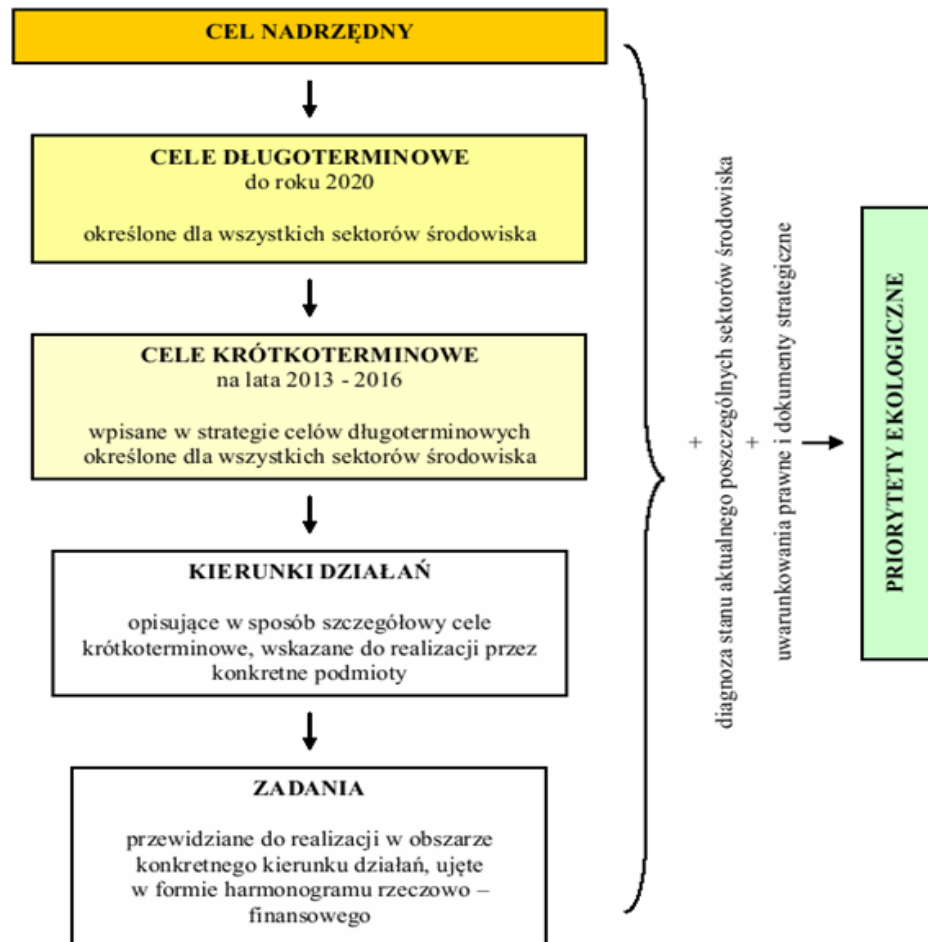 CEL NADRZĘDNY
CELE DŁUGOTERMINOWE
do roku 2020
określone dla wszystkich sektorów środowiska
CELE KRÓTKOTERMINOWE
na lata 2013 - 2016
wpisane w strategie celów długoterminowych
określone dla wszystkich sektorów środowiska
KIERUNKI DZIAŁAŃ
opisujące w sposób szczegółowy cele
krótkoterminowe, wskazane do realizacji przez
konkretne podmioty
ZADANIA
przewidziane do realizacji w obszarze
konkretnego kierunku działań, ujęte
w formie harmonogramu rzeczowo –
finansowego
+
diagnoza stanu aktualnego poszczególnych sektorów środowiska
+
uwarunkowania prawne i dokumenty strategiczne
PRIORYTETY EKOLOGICZNE